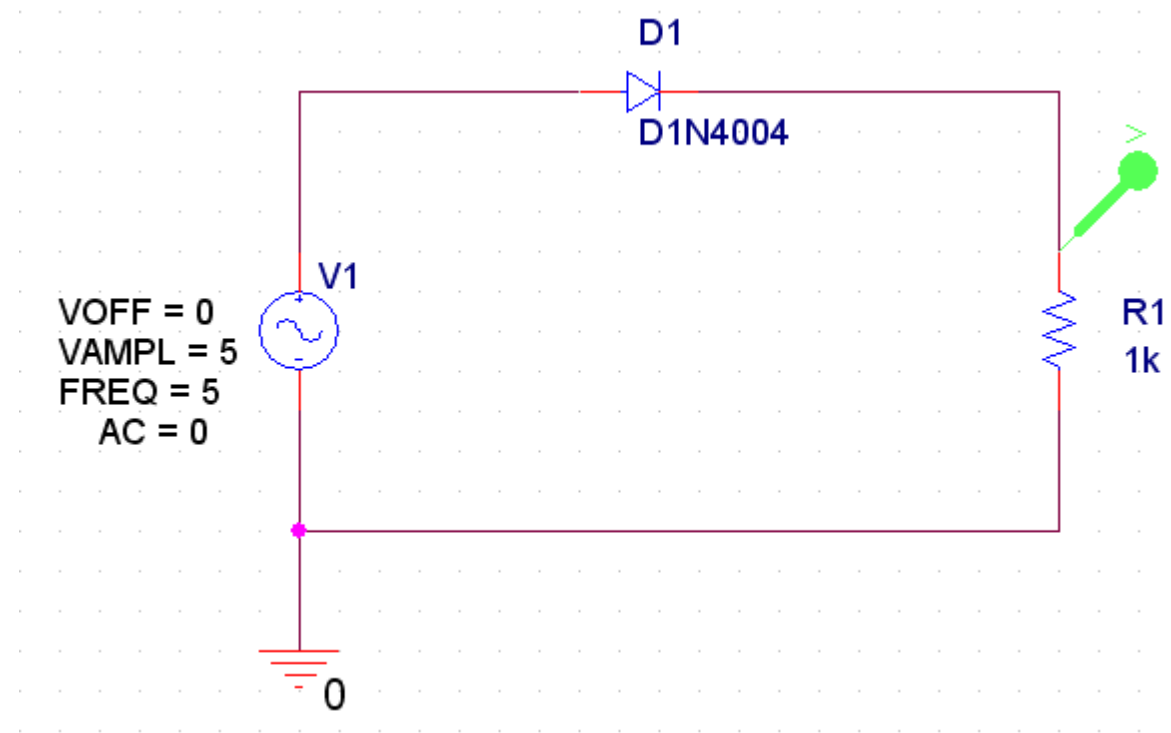 D1
D1N4004
V
V1
VOFF = 0
VAMPL = 5
FREQ = 5
AC = 0
R1
1k
0